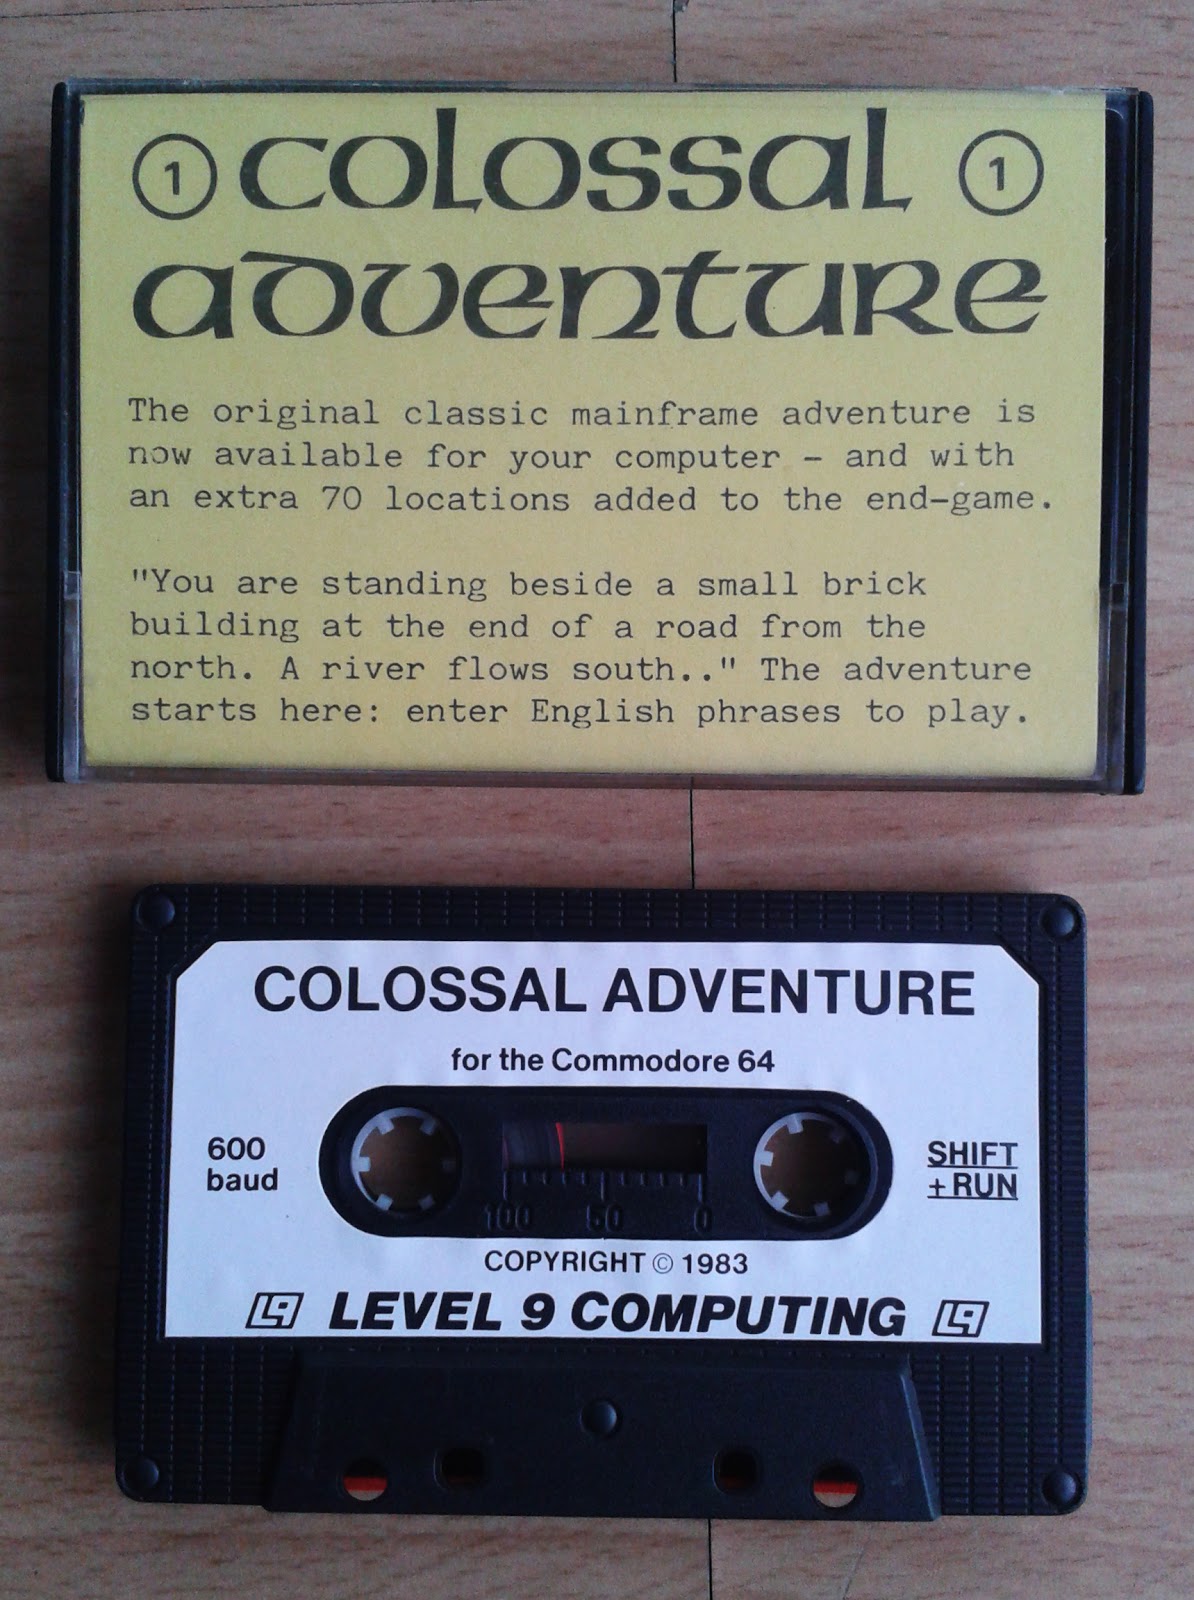 1 COLOSSAL 1
ADVENTURE
The original classic mainframe adventure is
now available for your computer - and with
an extra 70 locations added to the end-game.
"You are standing beside a small brick
building at the end of a road from the
north. A river flows south.." The adventure
starts here: enter English phrases to play.
COLOSSAL ADVENTURE
for the Commodore 64
600
baud
SHIFT
+ RUN
100 50 0
COPYRIGHT © 1983
L9 LEVEL 9 COMPUTING L9